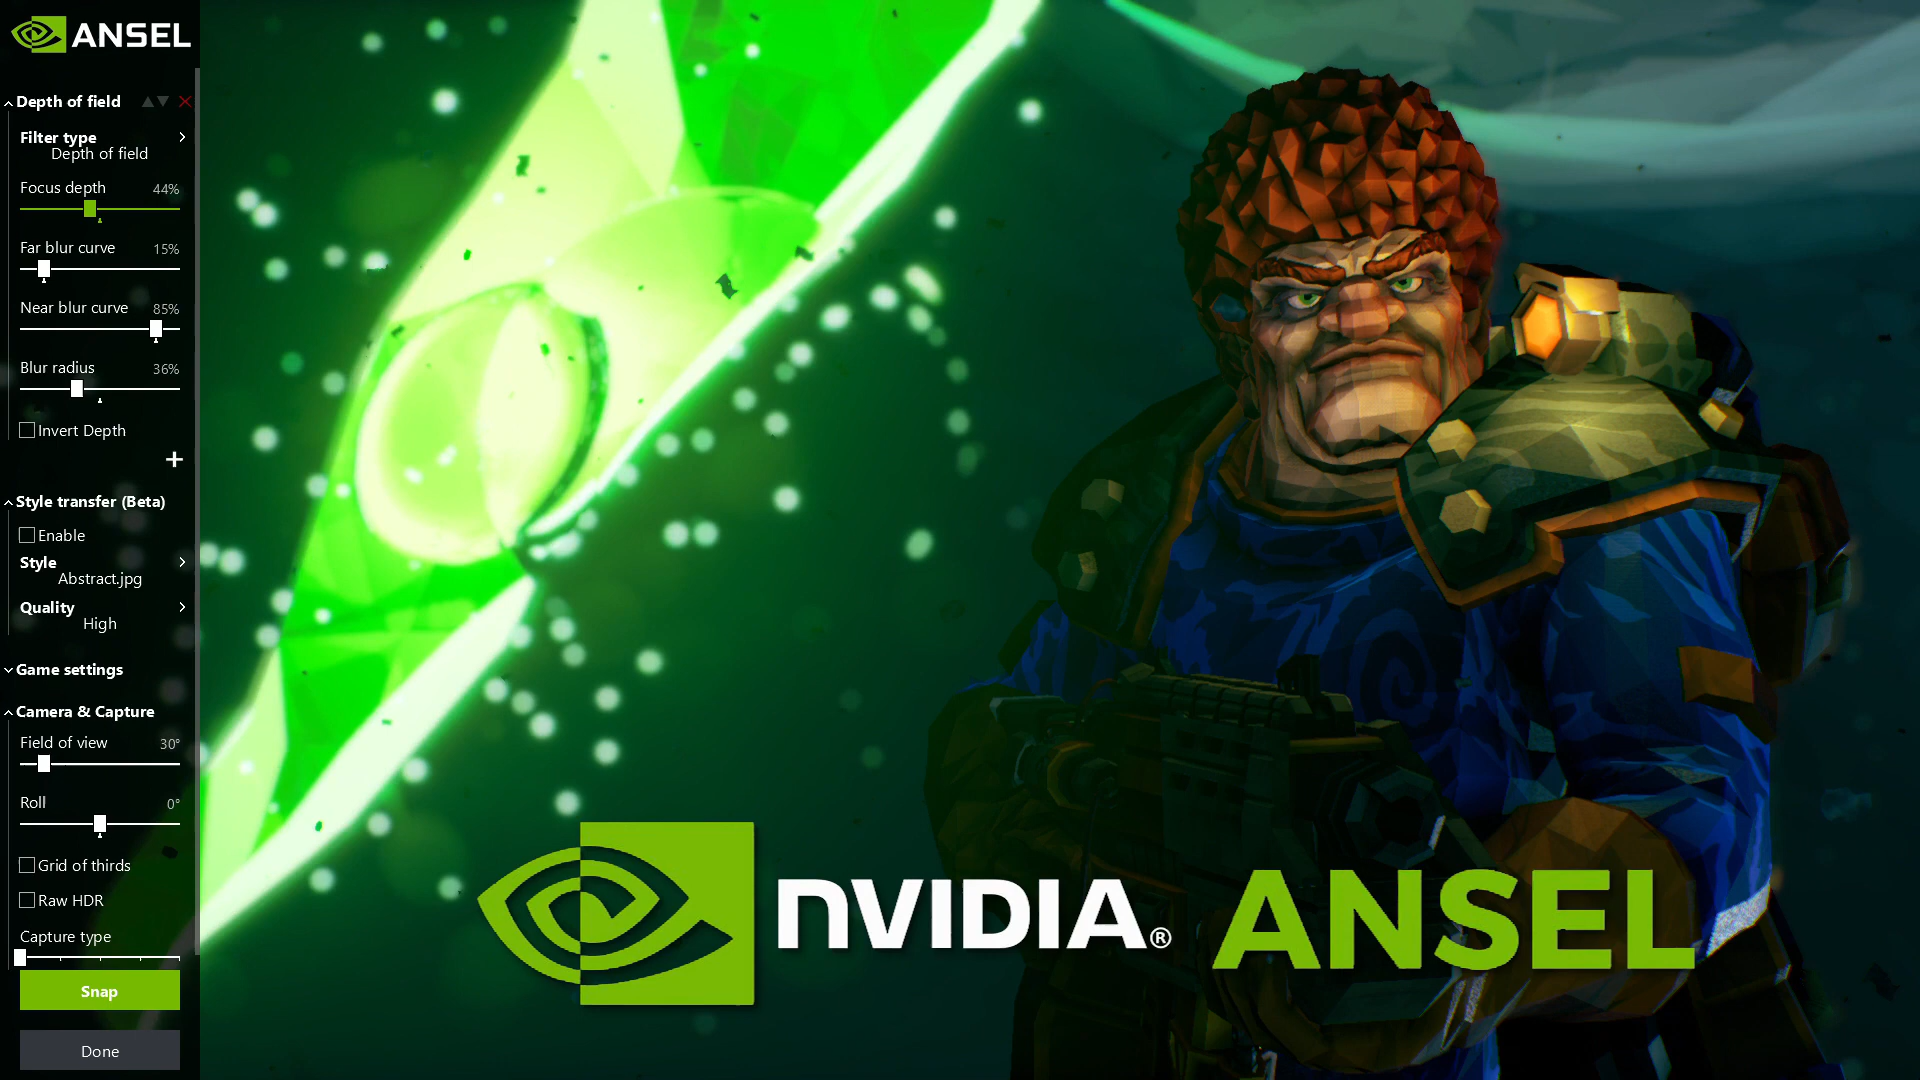 ANSEL
Depth of field
Filter type
Depth of field
Focus depth 44%
Far blur curve 15%
Near blur curve 85%
Blur radius 36%
Invert Depth
Style transfer (Beta)
Enable
Style
Abstract.jpg
Quality
High
Game settings
Camera & Capture
Field of view 30°
Roll 0°
Grid of thirds
Raw HDR
Capture type
Snap
Done
NVIDIA® ANSEL